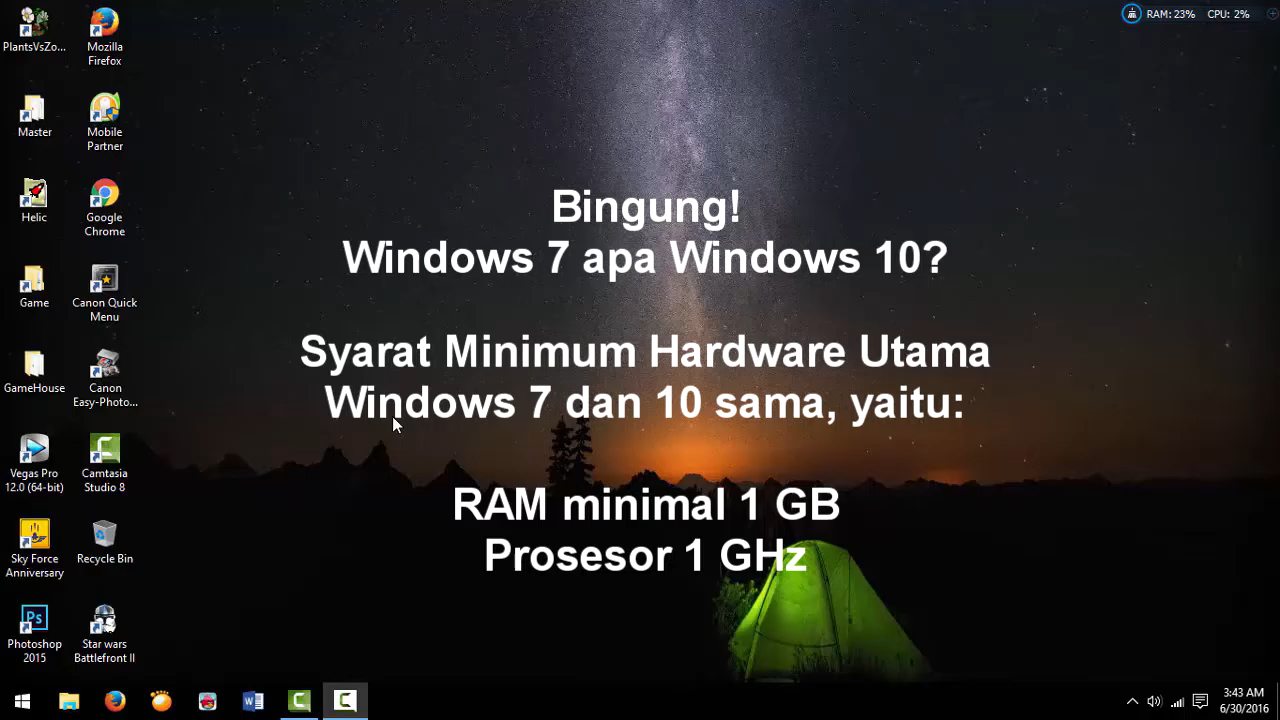 PlantsVsZo...
Mozilla
Firefox
Master
Mobile
Partner
Helic
Google
Chrome
Game
Canon Quick
Menu
GameHouse
Canon
Easy-Photo...
Vegas Pro
12.0 (64-bit)
Camtasia
Studio 8
Sky Force
Anniversary
Recycle Bin
Photoshop
2015
Star wars
Battlefront II
RAM: 23% CPU: 2%
Bingung!
Windows 7 apa Windows 10?
Syarat Minimum Hardware Utama
Windows 7 dan 10 sama, yaitu:
RAM minimal 1 GB
Prosesor 1 GHz
Ps
3:43 AM
6/30/2016